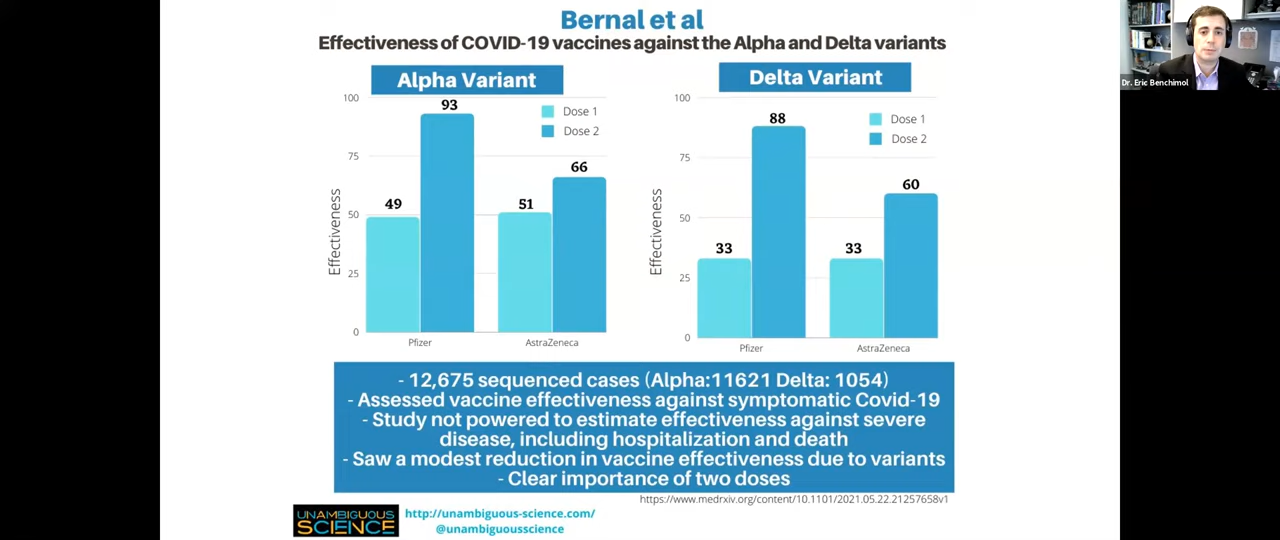 Bernal et al
Effectiveness of COVID-19 vaccines against the Alpha and Delta variants
Alpha Variant
100
75
50
25
0
Effectiveness
Dose 1
Dose 2
49
93
51
66
Pfizer
AstraZeneca
Delta Variant
100
75
50
25
0
Effectiveness
Dose 1
Dose 2
33
88
33
60
Pfizer
AstraZeneca
- 12,675 sequenced cases (Alpha:11621 Delta: 1054)
- Assessed vaccine effectiveness against symptomatic Covid-19
- Study not powered to estimate effectiveness against severe
disease, including hospitalization and death
- Saw a modest reduction in vaccine effectiveness due to variants
- Clear importance of two doses
https://www.medrxiv.org/content/10.1101/2021.05.22.21257658v1
UNAMBIGUOUS
SCIENCE
http://unambiguous-science.com/
@unambiguousscience
Dr. Eric Benchimol